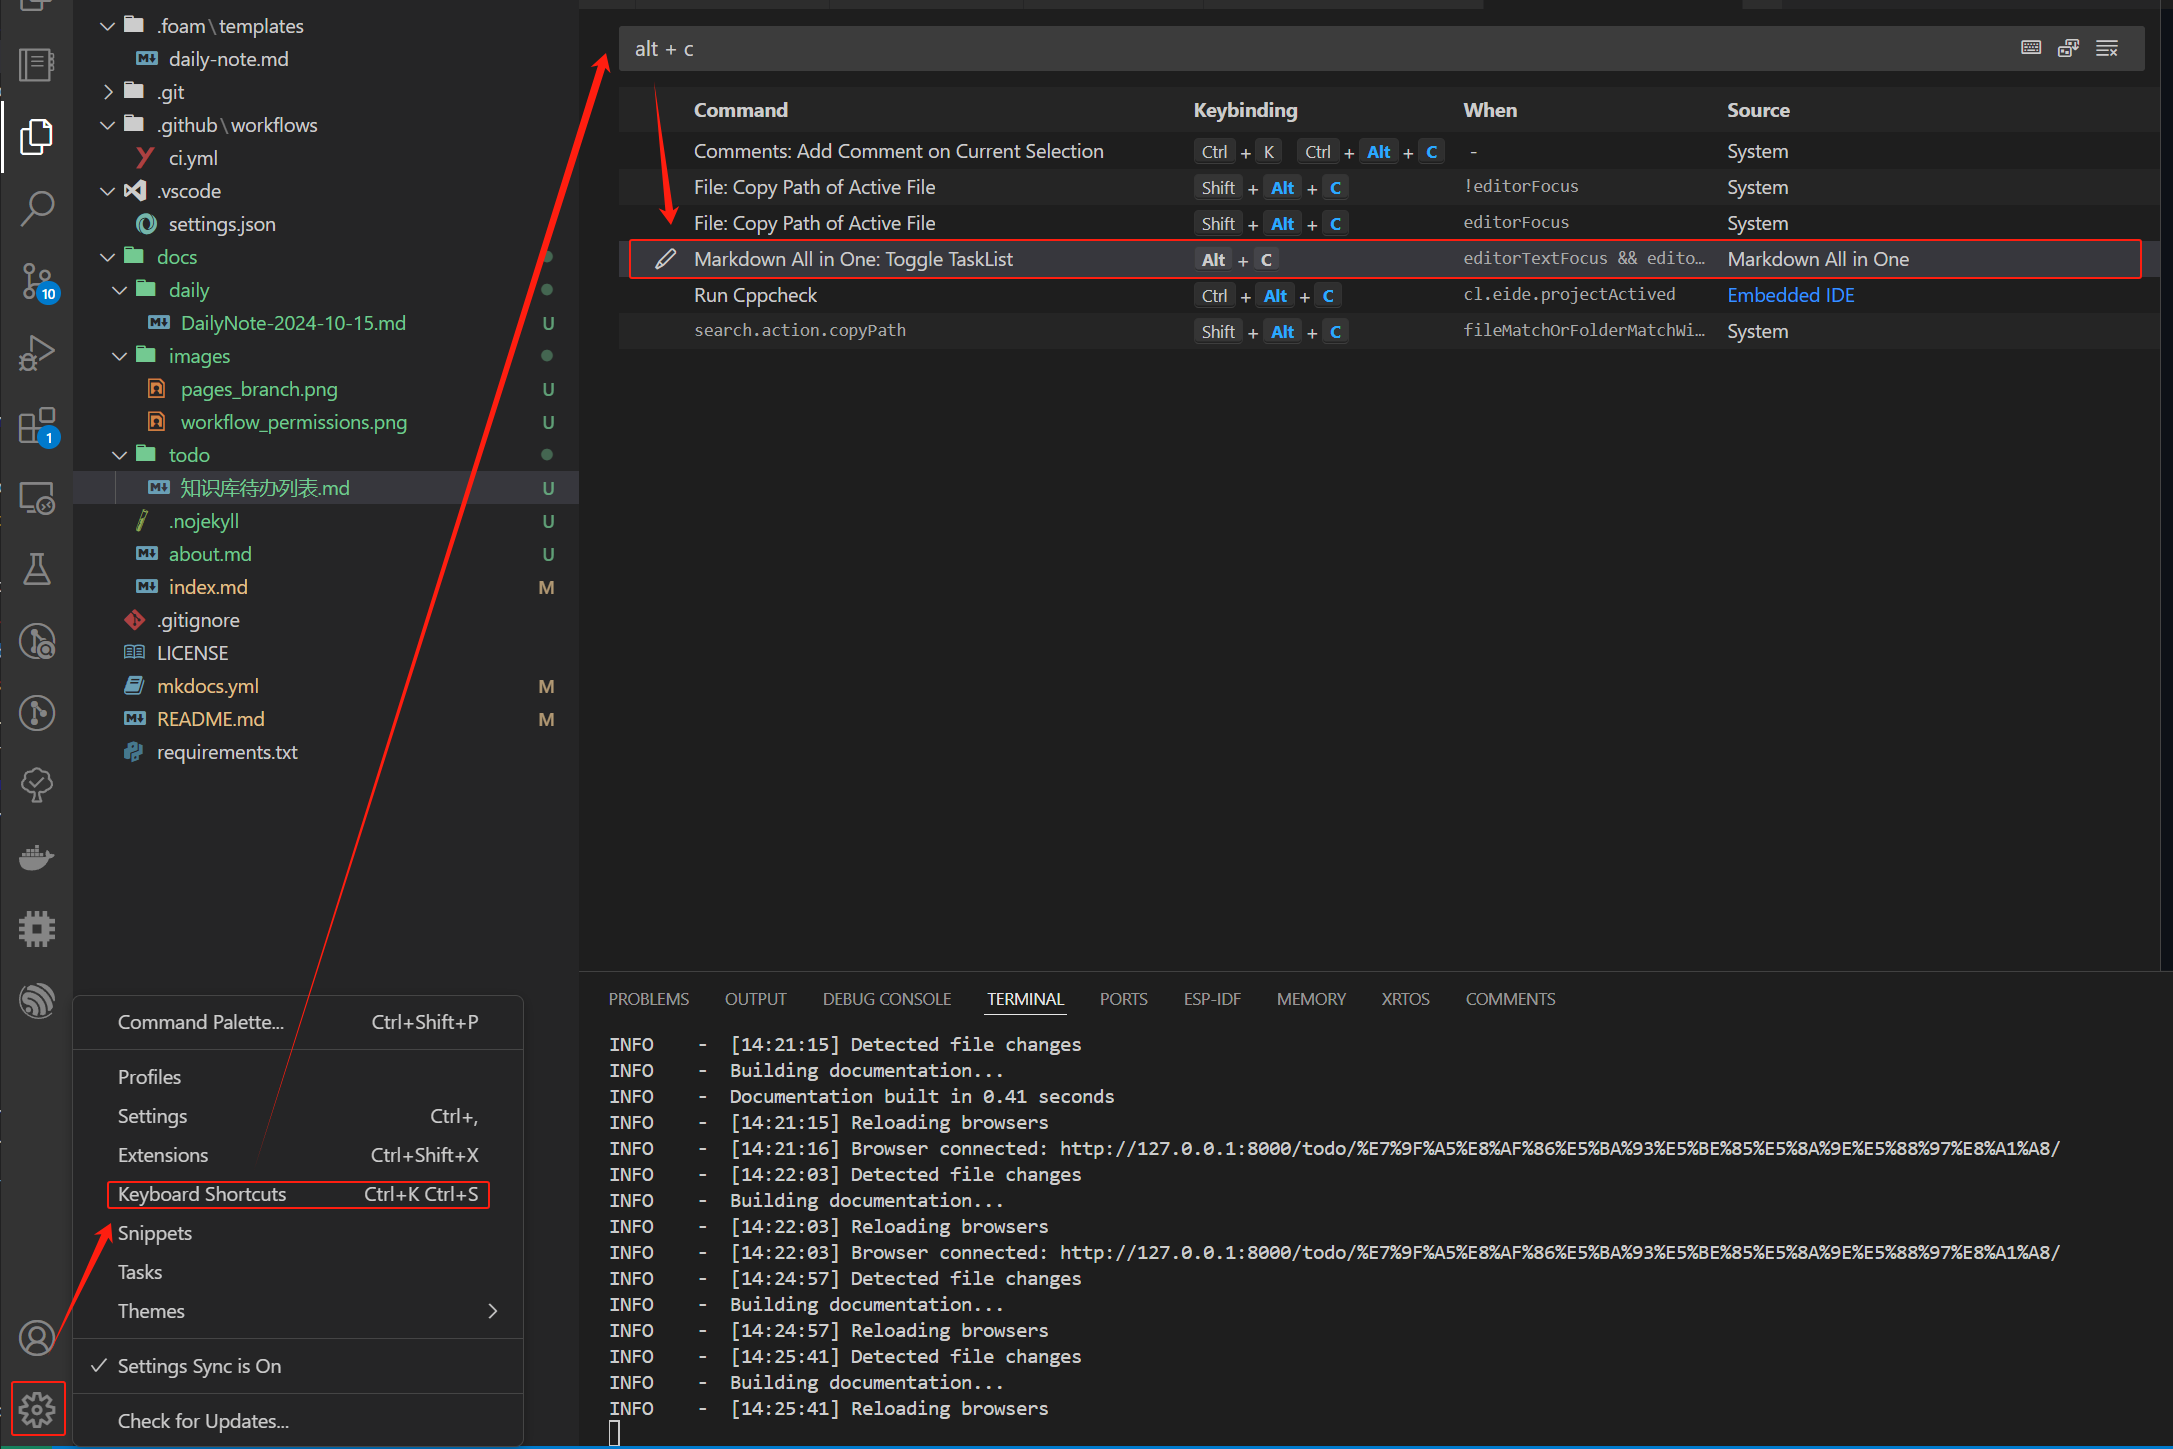 .foam\templates
daily-note.md
.git
.github\workflows
ci.yml
.vscode
settings.json
docs
daily
DailyNote-2024-10-15.md U
images
pages_branch.png U
workflow_permissions.png U
todo
知识库待办列表.md U
.nojekyll U
about.md U
index.md M
.gitignore
LICENSE
mkdocs.yml M
README.md M
requirements.txt
10
1
alt + c
Command Keybinding When Source
Comments: Add Comment on Current Selection Ctrl + K Ctrl + Alt + C - System
File: Copy Path of Active File Shift + Alt + C !editorFocus System
File: Copy Path of Active File Shift + Alt + C editorFocus System
Markdown All in One: Toggle TaskList Alt + C editorTextFocus && edito... Markdown All in One
Run Cppcheck Ctrl + Alt + C cl.eide.projectActived Embedded IDE
search.action.copyPath Shift + Alt + C fileMatchOrFolderMatchWi... System
Command Palette... Ctrl+Shift+P
Profiles
Settings Ctrl+,
Extensions Ctrl+Shift+X
Keyboard Shortcuts Ctrl+K Ctrl+S
Snippets
Tasks
Themes
Settings Sync is On
Check for Updates...
PROBLEMS OUTPUT DEBUG CONSOLE TERMINAL PORTS ESP-IDF MEMORY XRTOS COMMENTS
INFO - [14:21:15] Detected file changes
INFO - Building documentation...
INFO - Documentation built in 0.41 seconds
INFO - [14:21:15] Reloading browsers
INFO - [14:21:16] Browser connected: http://127.0.0.1:8000/todo/%E7%9F%A5%E8%AF%86%E5%BA%93%E5%BE%85%E5%8A%9E%E5%88%97%E8%A1%A8/
INFO - [14:22:03] Detected file changes
INFO - Building documentation...
INFO - [14:22:03] Reloading browsers
INFO - [14:22:03] Browser connected: http://127.0.0.1:8000/todo/%E7%9F%A5%E8%AF%86%E5%BA%93%E5%BE%85%E5%8A%9E%E5%88%97%E8%A1%A8/
INFO - [14:24:57] Detected file changes
INFO - Building documentation...
INFO - [14:24:57] Reloading browsers
INFO - [14:25:41] Detected file changes
INFO - Building documentation...
INFO - [14:25:41] Reloading browsers